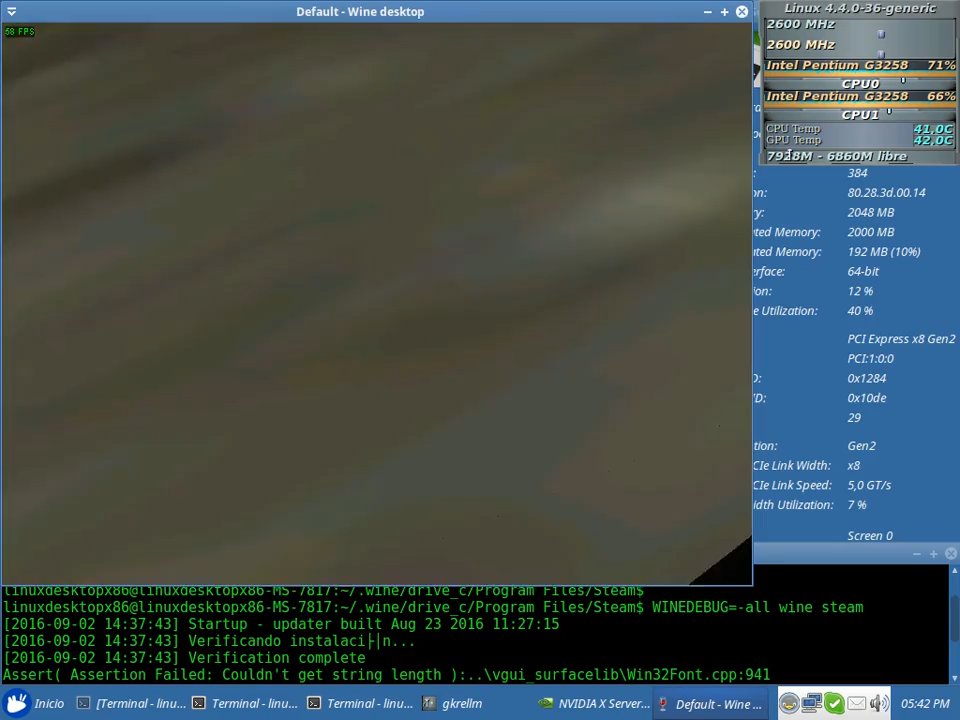 Default - Wine desktop
58 FPS
Linux 4.4.0-36-generic
2600 MHz
2600 MHz
Intel Pentium G3258 71%
CPU0
Intel Pentium G3258 66%
CPU1
CPU Temp 41.0C
GPU Temp 42.0C
7928M - 6860M libre
384
on: 80.28.3d.00.14
ry: 2048 MB
ted Memory: 2000 MB
ated Memory: 192 MB (10%)
erface: 64-bit
ion: 12 %
e Utilization: 40 %
PCI Express x8 Gen2
PCI:1:0:0
D: 0x1284
ID: 0x10de
29
tion: Gen2
CIe Link Width: x8
CIe Link Speed: 5,0 GT/s
idth Utilization: 7 %
Screen 0
linuxdesktopx86@linuxdesktopx86-MS-7817:~/.wine/drive_c/Program Files/Steam$
linuxdesktopx86@linuxdesktopx86-MS-7817:~/.wine/drive_c/Program Files/Steam$ WINEDEBUG=-all wine steam
[2016-09-02 14:37:43] Startup - updater built Aug 23 2016 11:27:15
[2016-09-02 14:37:43] Verificando instalaci├│n...
[2016-09-02 14:37:43] Verification complete
Assert( Assertion Failed: Couldn't get string length ):..\vgui_surfacelib\Win32Font.cpp:941
Inicio [Terminal - linu... Terminal - linu... Terminal - linu... gkrellm NVIDIA X Server... Default - Wine ... 05:42 PM